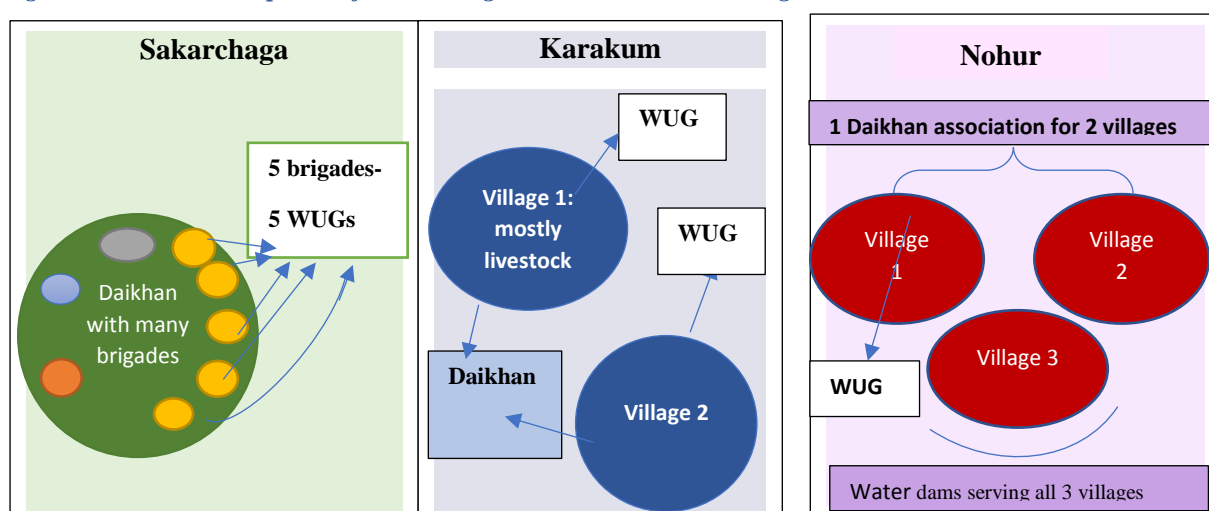 Sakarchaga
5 brigades-
5 WUGs
Daikhan
with many
brigades
Karakum
WUG
Village 1:
mostly
livestock
WUG
Daikhan
Village 2
Nohur
1 Daikhan association for 2 villages
Village
1
Village
2
Village 3
WUG
Water dams serving all 3 villages